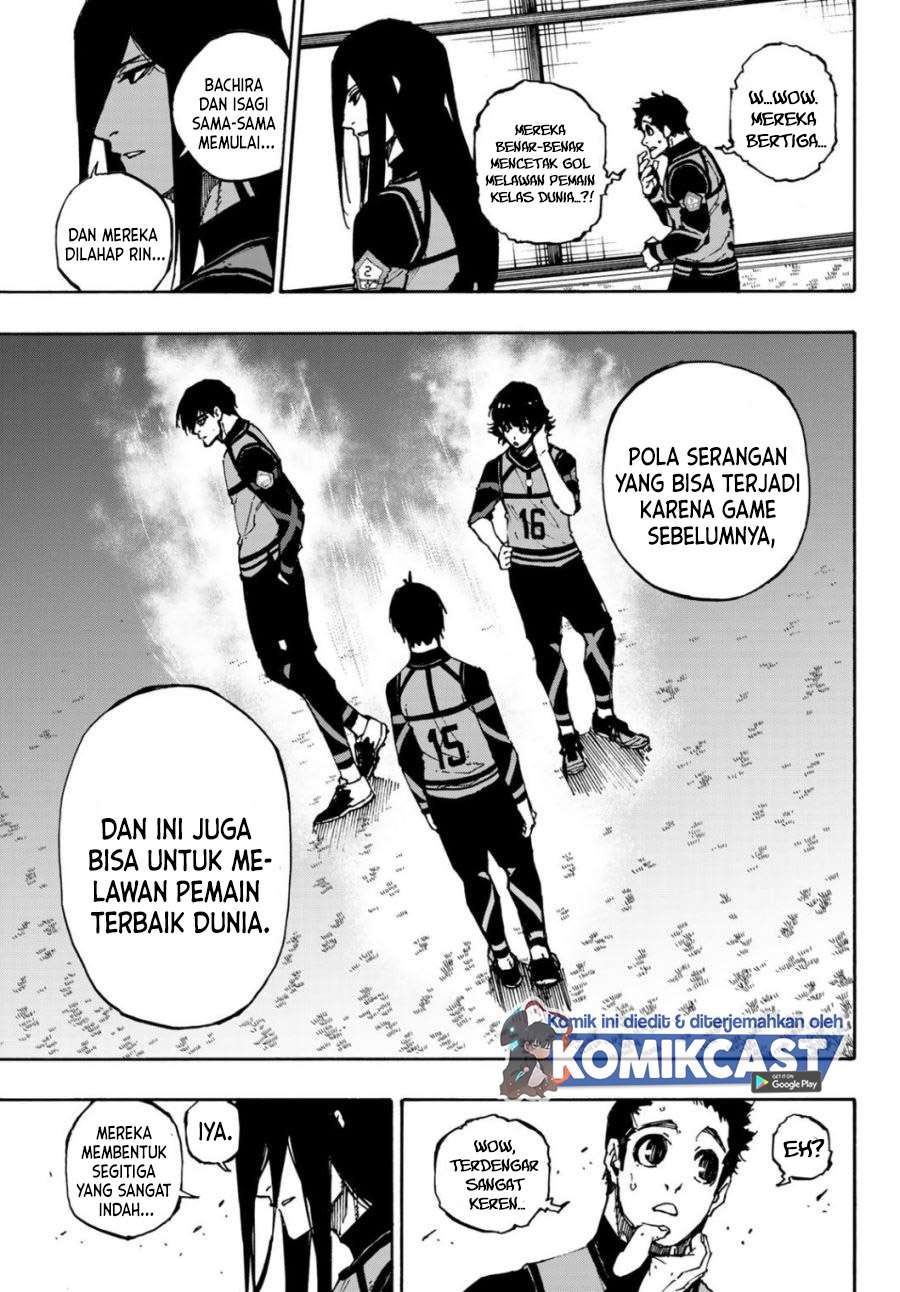 W...WOW.
MEREKA
BERTIGA...
MEREKA
BENAR-BENAR
MENCETAK GOL
MELAWAN PEMAIN
KELAS DUNIA...?!
2
BACHIRA
DAN ISAGI
SAMA-SAMA
MEMULAI...
DAN MEREKA
DILAHAP RIN...
POLA SERANGAN
YANG BISA TERJADI
KARENA GAME
SEBELUMNYA,
16
15
DAN INI JUGA
BISA UNTUK ME-
LAWAN PEMAIN
TERBAIK DUNIA.
Komik ini diedit & diterjemahkan oleh
KOMIKCAST
GET IT ON
Google Play
EH?
WOW,
TERDENGAR
SANGAT
KEREN...
IYA.
MEREKA
MEMBENTUK
SEGITIGA
YANG SANGAT
INDAH...